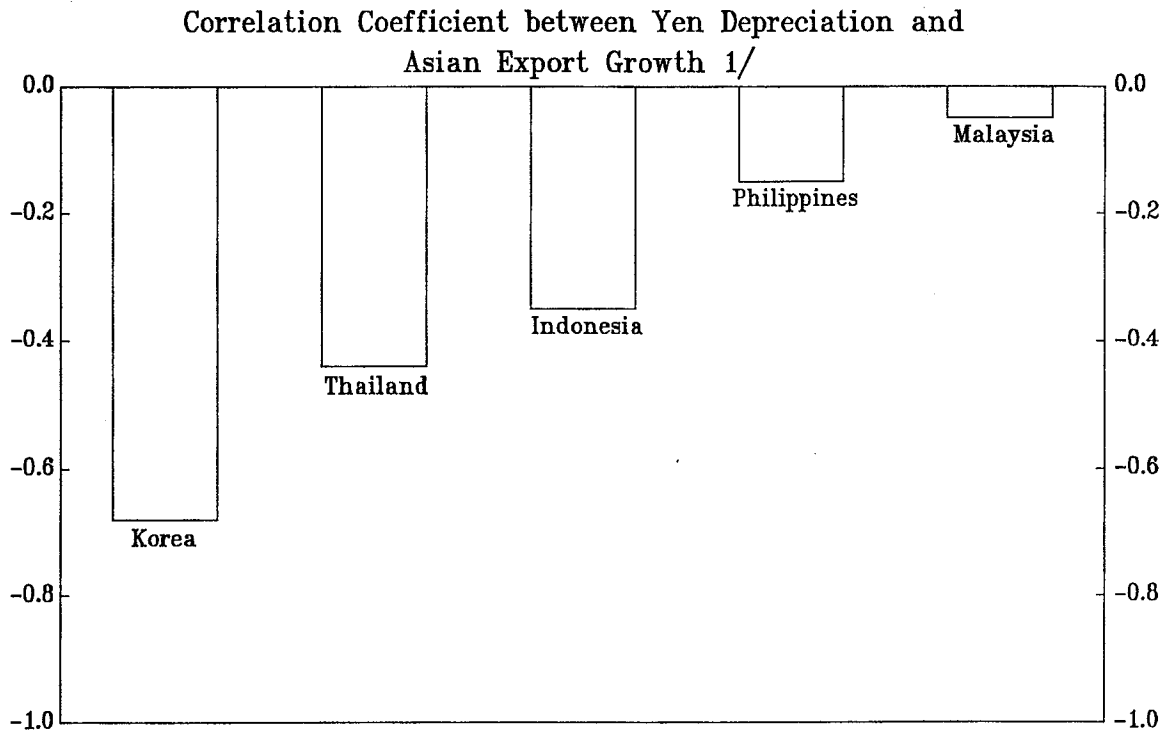 Correlation Coefficient between Yen Depreciation and
Asian Export Growth 1/
0.0 0.0
Malaysia
Philippines
-0.2 -0.2
Indonesia
-0.4 -0.4
Thailand
-0.6 -0.6
Korea
-0.8 -0.8
-1.0 -1.0